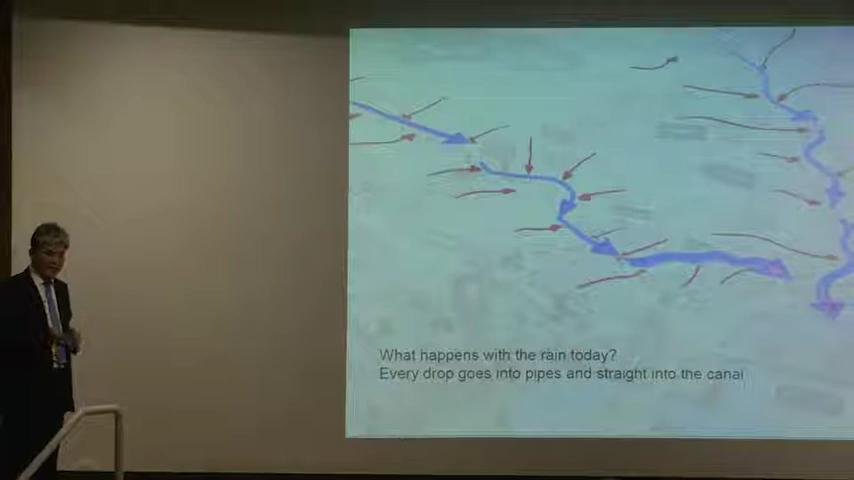 What happens with the rain today?
Every drop goes into pipes and straight into the canal